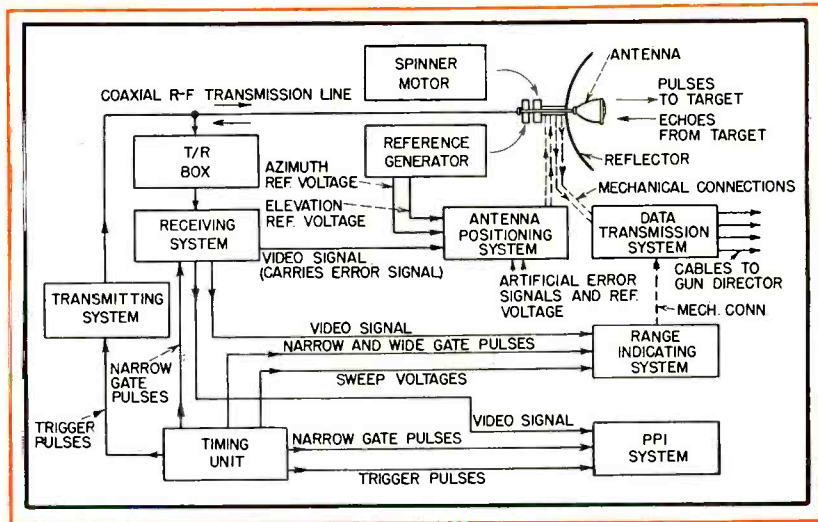 SPINNER
MOTOR
ANTENNA
COAXIAL R-F TRANSMISSION LINE
PULSES
TO TARGET
ECHOES
FROM TARGET
T/R
BOX
REFERENCE
GENERATOR
REFLECTOR
AZIMUTH
REF. VOLTAGE
MECHANICAL CONNECTIONS
ELEVATION
REF. VOLTAGE
RECEIVING
SYSTEM
ANTENNA
POSITIONING
SYSTEM
DATA
TRANSMISSION
SYSTEM
VIDEO SIGNAL
(CARRIES ERROR SIGNAL)
CABLES TO
GUN DIRECTOR
ARTIFICIAL ERROR
SIGNALS AND REF.
VOLTAGE
TRANSMITTING
SYSTEM
MECH. CONN
VIDEO SIGNAL
NARROW AND WIDE GATE PULSES
RANGE
INDICATING
SYSTEM
NARROW
GATE
PULSES
SWEEP VOLTAGES
TRIGGER
PULSES
VIDEO SIGNAL
TIMING
UNIT
NARROW GATE PULSES
PPI
SYSTEM
TRIGGER PULSES